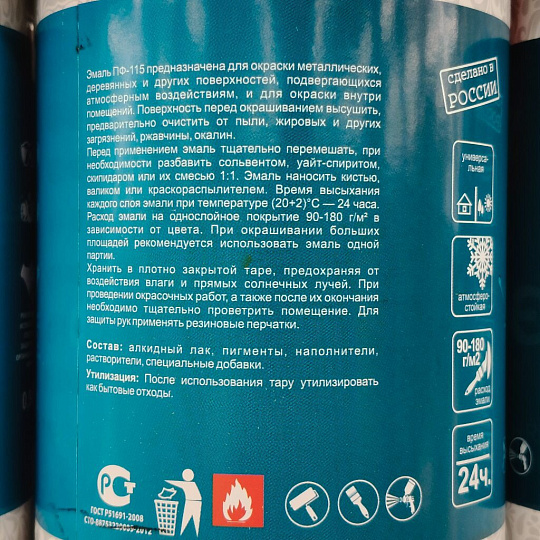 Эмаль ПФ-115 предназначена для окраски металлических,
деревянных и других поверхностей, подвергающихся
атмосферным воздействиям, и для окраски внутри
помещений. Поверхность перед окрашиванием высушить,
предварительно очистить от пыли, жировых и других
загрязнений, ржавчины, окалин.
Перед применением эмаль тщательно перемешать, при
необходимости разбавить сольвентом, уайт-спиритом,
скипидаром или их смесью 1:1. Эмаль наносить кистью,
валиком или краскораспылителем. Время высыхания
каждого слоя эмали при температуре (20+2)°С — 24 часа.
Расход эмали на однослойное покрытие 90-180 г/м² в
зависимости от цвета. При окрашивании больших
площадей рекомендуется использовать эмаль одной
партии.
Хранить в плотно закрытой таре, предохраняя от
воздействия влаги и прямых солнечных лучей. При
проведении окрасочных работ, а также после их окончания
необходимо тщательно проветрить помещение. Для
защиты рук применять резиновые перчатки.
Состав: алкидный лак, пигменты, наполнители,
растворители, специальные добавки.
Утилизация: После использования тару утилизировать
как бытовые отходы.
РСТ
ГОСТ Р51691-2008
сделано в
РОССИИ
универса-
льная
атмосферо-
стойкая
90-180
г/м2
расход
эмали
время
высыхания
24ч.